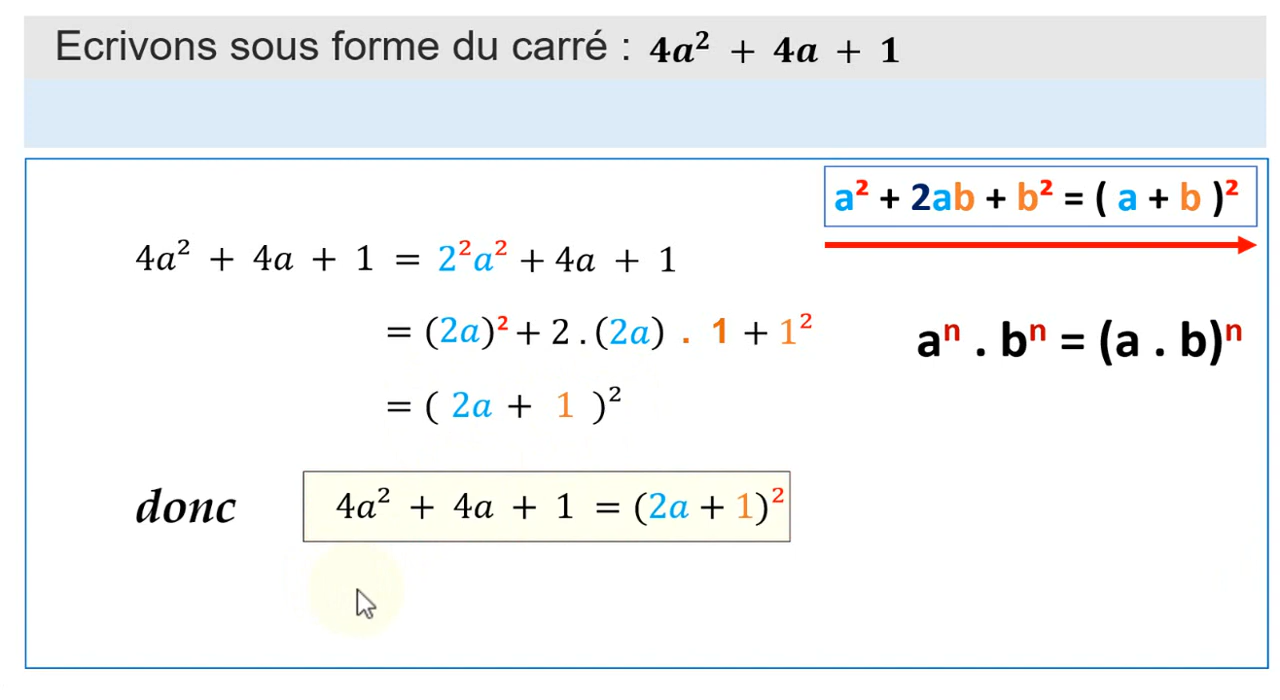 Ecrivons sous forme du carré : 4a² + 4a + 1
a² + 2ab + b² = ( a + b )²
4a² + 4a + 1 = 2²a² + 4a + 1
= (2a)² + 2 . (2a) . 1 + 1²
aⁿ . bⁿ = (a . b)ⁿ
= ( 2a + 1 )²
donc 4a² + 4a + 1 = (2a + 1)²